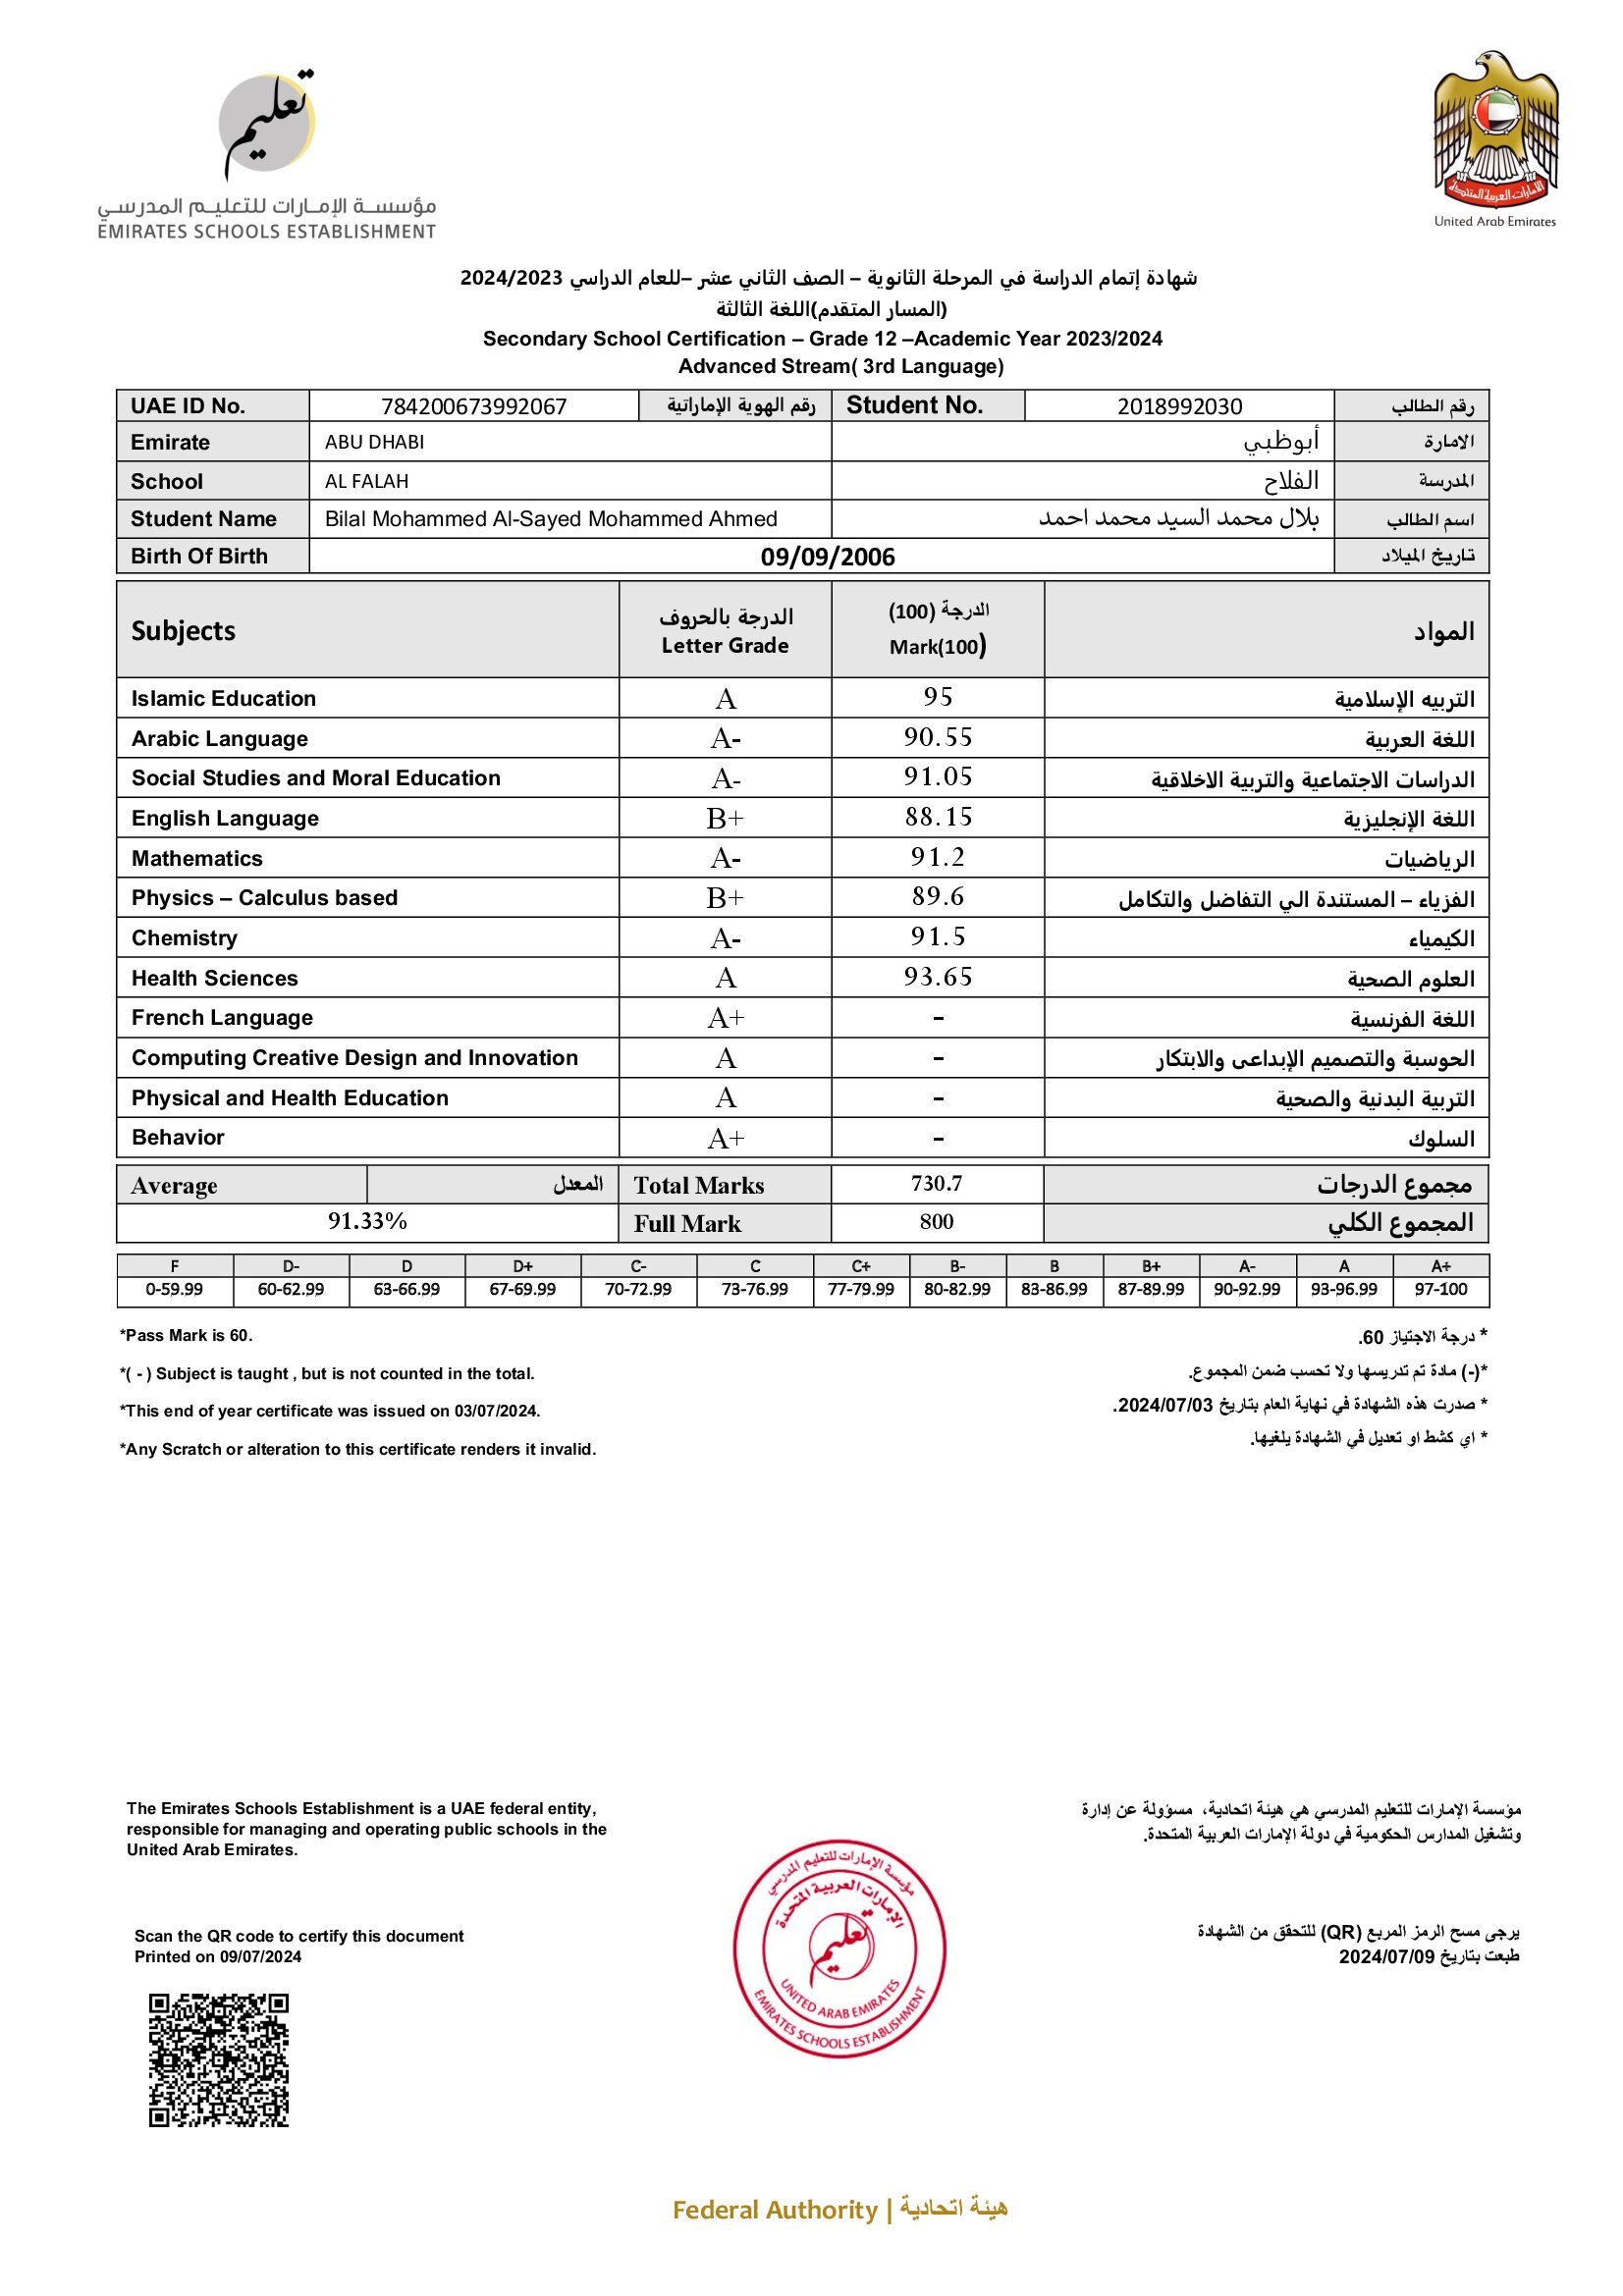 تعليم
مؤسسة الإمارات للتعليم المدرسي
EMIRATES SCHOOLS ESTABLISHMENT
الإمارات العربية المتحدة
United Arab Emirates
شهادة إتمام الدراسة في المرحلة الثانوية – الصف الثاني عشر –للعام الدراسي 2024/2023
(المسار المتقدم)اللغة الثالثة
Secondary School Certification – Grade 12 –Academic Year 2023/2024
Advanced Stream( 3rd Language)
UAE ID No. 784200673992067 رقم الهوية الإماراتية Student No. 2018992030 رقم الطالب
Emirate ABU DHABI أبوظبي الامارة
School AL FALAH الفلاح المدرسة
Student Name Bilal Mohammed Al-Sayed Mohammed Ahmed بلال محمد السيد محمد احمد اسم الطالب
Birth Of Birth 09/09/2006 تاريخ الميلاد
Subjects الدرجة بالحروف Letter Grade الدرجة (100) Mark(100) المواد
Islamic Education A 95 التربيه الإسلامية
Arabic Language A- 90.55 اللغة العربية
Social Studies and Moral Education A- 91.05 الدراسات الاجتماعية والتربية الاخلاقية
English Language B+ 88.15 اللغة الإنجليزية
Mathematics A- 91.2 الرياضيات
Physics – Calculus based B+ 89.6 الفزياء – المستندة الي التفاضل والتكامل
Chemistry A- 91.5 الكيمياء
Health Sciences A 93.65 العلوم الصحية
French Language A+ - اللغة الفرنسية
Computing Creative Design and Innovation A - الحوسبة والتصميم الإبداعى والابتكار
Physical and Health Education A - التربية البدنية والصحية
Behavior A+ - السلوك
Average المعدل Total Marks 730.7 مجموع الدرجات
91.33% Full Mark 800 المجموع الكلي
F D- D D+ C- C C+ B- B B+ A- A A+
0-59.99 60-62.99 63-66.99 67-69.99 70-72.99 73-76.99 77-79.99 80-82.99 83-86.99 87-89.99 90-92.99 93-96.99 97-100
*Pass Mark is 60. * درجة الاجتياز 60.
*( - ) Subject is taught , but is not counted in the total. *(-) مادة تم تدريسها ولا تحسب ضمن المجموع.
*This end of year certificate was issued on 03/07/2024. * صدرت هذه الشهادة في نهاية العام بتاريخ 2024/07/03.
*Any Scratch or alteration to this certificate renders it invalid. * اي كشط او تعديل في الشهادة يلغيها.
The Emirates Schools Establishment is a UAE federal entity,
responsible for managing and operating public schools in the
United Arab Emirates.
مؤسسة الإمارات للتعليم المدرسي هي هيئة اتحادية، مسؤولة عن إدارة
وتشغيل المدارس الحكومية في دولة الإمارات العربية المتحدة.
مؤسسة الإمارات للتعليم المدرسي
الإمارات العربية المتحدة
تعليم
UNITED ARAB EMIRATES
EMIRATES SCHOOLS ESTABLISHMENT
Scan the QR code to certify this document
Printed on 09/07/2024
يرجى مسح الرمز المربع (QR) للتحقق من الشهادة
طبعت بتاريخ 2024/07/09
Federal Authority | هيئة اتحادية